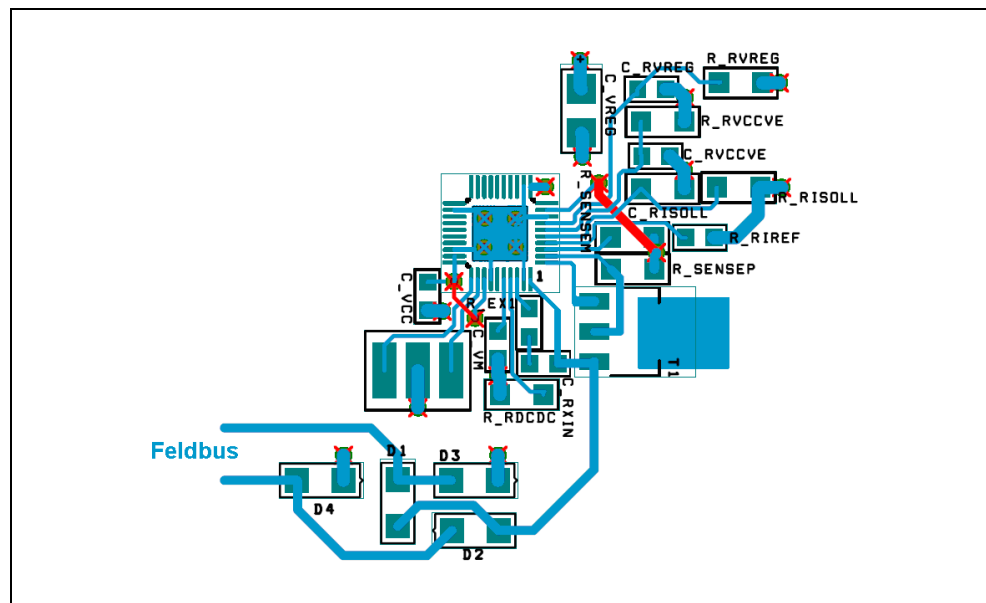 +
C_RVREG
R_RVREG
C_VREG
R_RVCCVE
C_RVCCVE
R_SENSEM
C_RISOLL
R_RISOLL
R_RIREF
R_SENSEP
1
C_VCC
R_EX1
C_VM
T1
C_RXIN
R_RDCDC
Feldbus
D1
D3
D4
D2